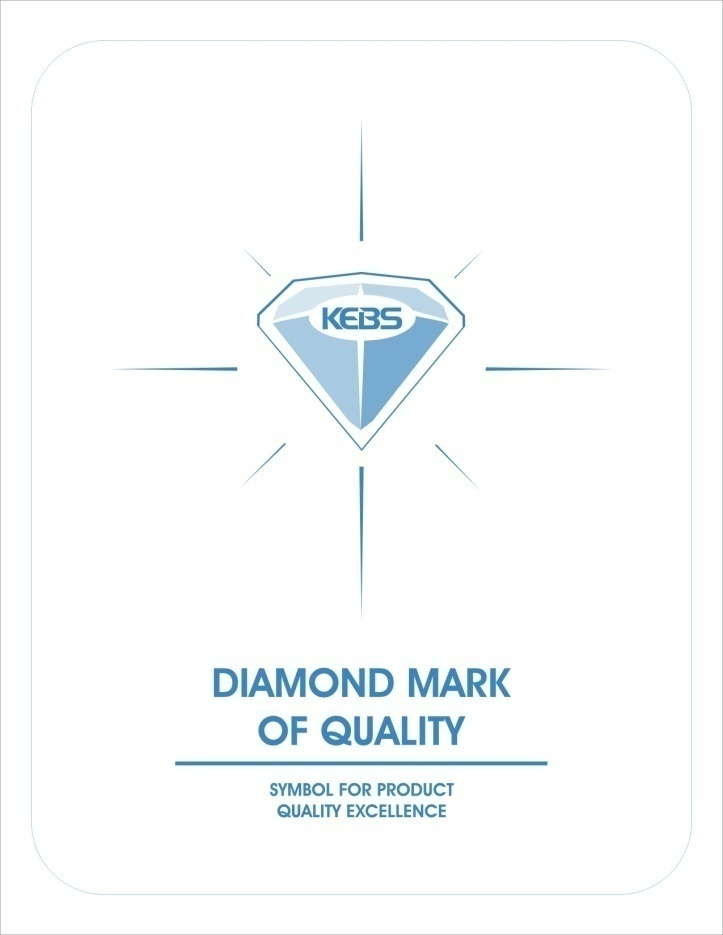 KEBS
DIAMOND MARK
OF QUALITY
SYMBOL FOR PRODUCT
QUALITY EXCELLENCE